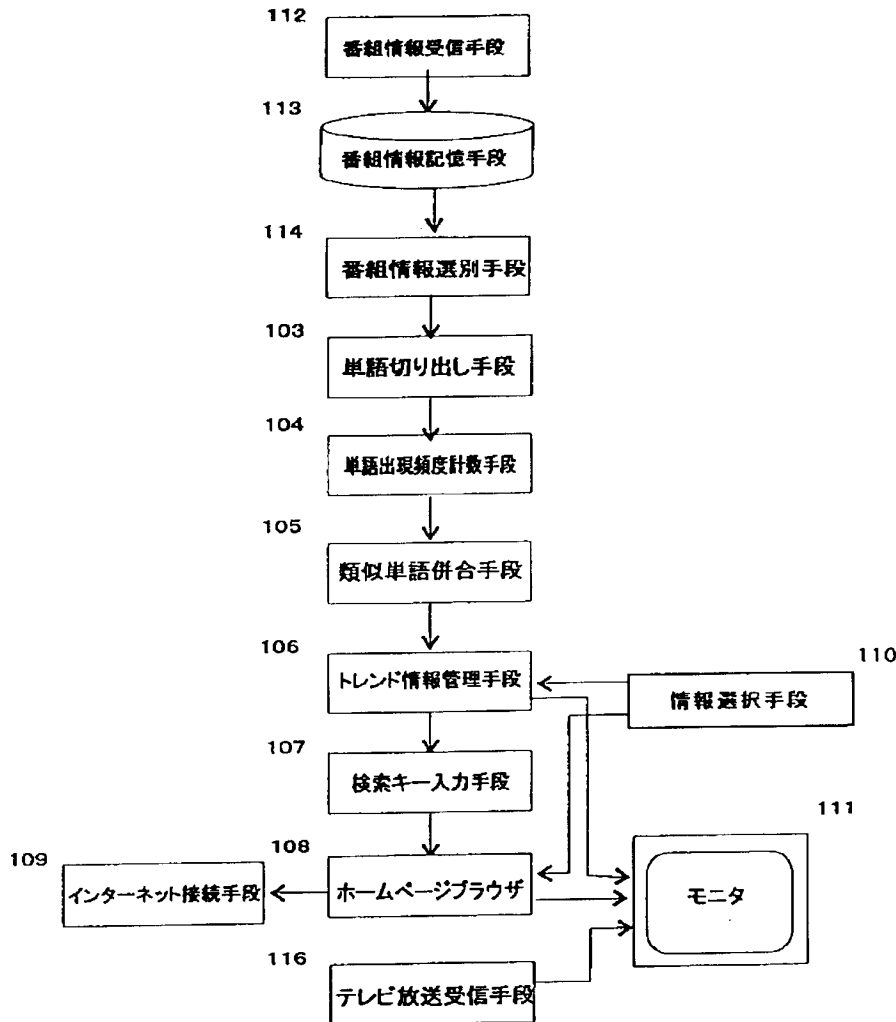 112
番組情報受信手段
113
番組情報記憶手段
114
番組情報選別手段
103
単語切り出し手段
104
単語出現頻度計数手段
105
類似単語併合手段
106
トレンド情報管理手段
110
情報選択手段
107
検索キー入力手段
111
モニタ
109
インターネット接続手段
108
ホームページブラウザ
116
テレビ放送受信手段